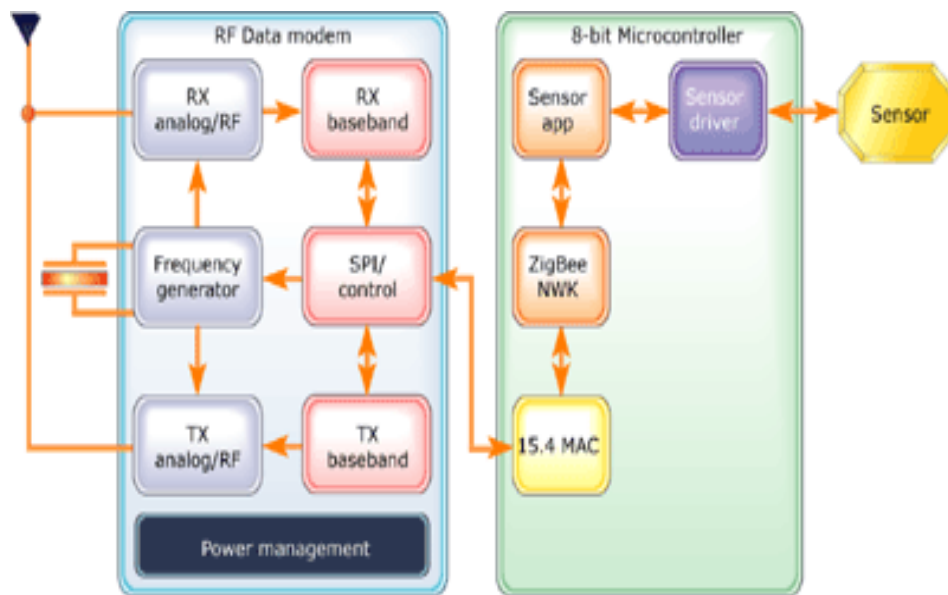 RF Data modem
RX
analog/RF
RX
baseband
Frequency
generator
SPI/
control
TX
analog/RF
TX
baseband
Power management
8-bit Microcontroller
Sensor
app
Sensor
driver
Sensor
ZigBee
NWK
15.4 MAC